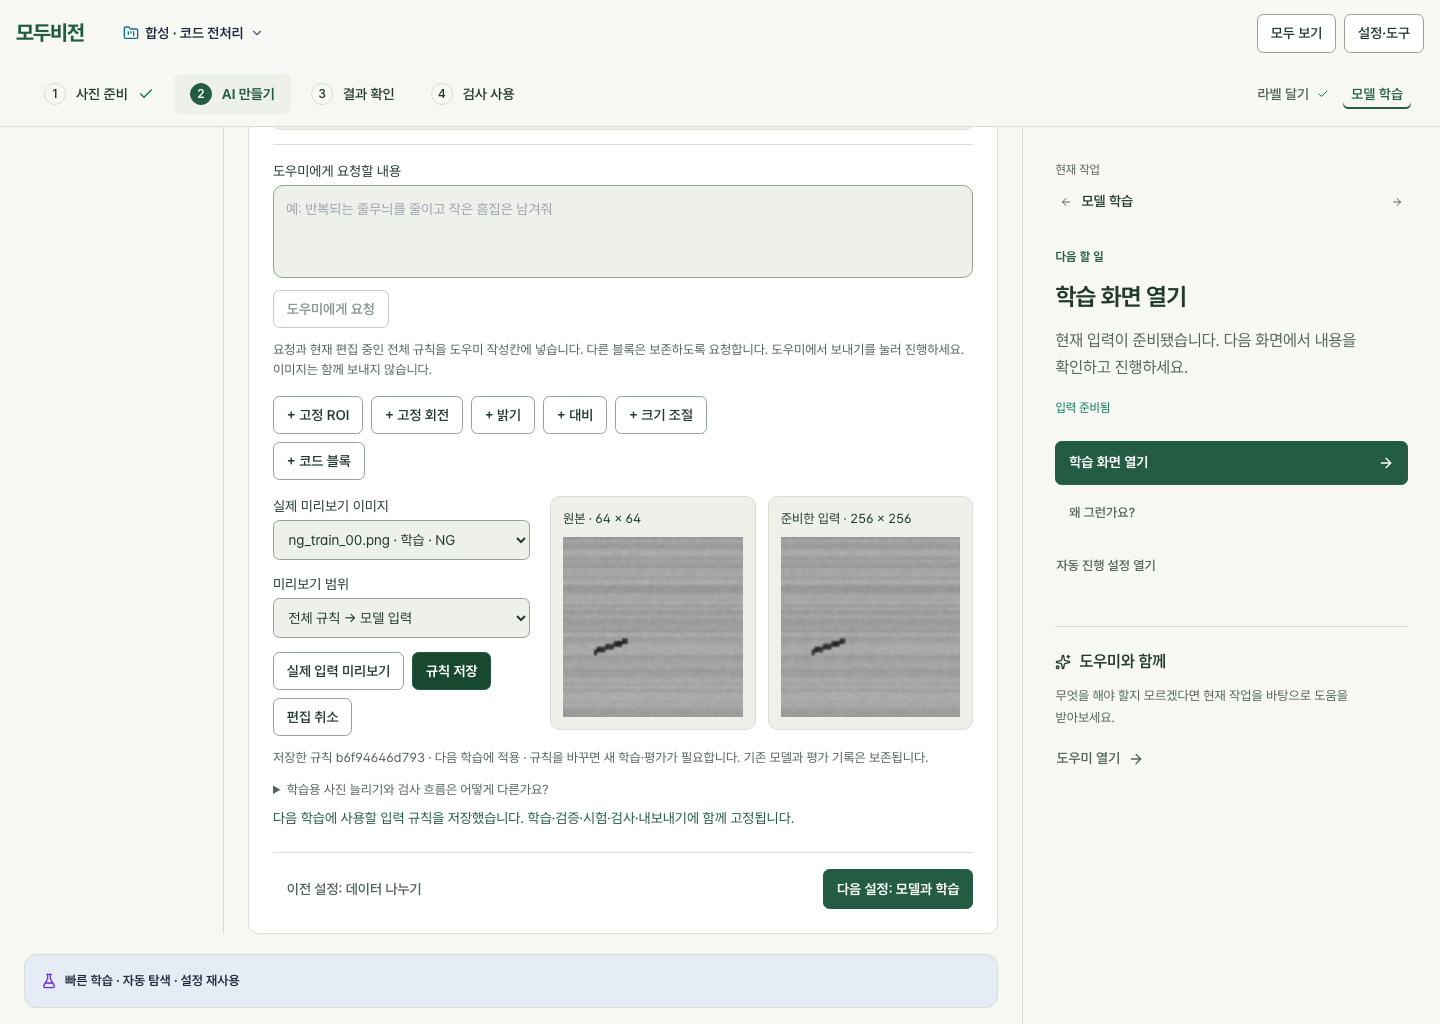 모두비전
합성 · 코드 전처리
모두 보기
설정·도구
1 사진 준비
2 AI 만들기
3 결과 확인
4 검사 사용
라벨 달기
모델 학습
도우미에게 요청할 내용
예: 반복되는 줄무늬를 줄이고 작은 흠집은 남겨줘
도우미에게 요청
요청과 현재 편집 중인 전체 규칙을 도우미 작성칸에 넣습니다. 다른 블록은 보존하도록 요청합니다. 도우미에서 보내기를 눌러 진행하세요.
이미지는 함께 보내지 않습니다.
+ 고정 ROI
+ 고정 회전
+ 밝기
+ 대비
+ 크기 조절
+ 코드 블록
실제 미리보기 이미지
ng_train_00.png · 학습 · NG
미리보기 범위
전체 규칙 → 모델 입력
실제 입력 미리보기
규칙 저장
편집 취소
원본 · 64 × 64
준비한 입력 · 256 × 256
저장한 규칙 b6f94646d793 · 다음 학습에 적용 · 규칙을 바꾸면 새 학습·평가가 필요합니다. 기존 모델과 평가 기록은 보존됩니다.
▶ 학습용 사진 늘리기와 검사 흐름은 어떻게 다른가요?
다음 학습에 사용할 입력 규칙을 저장했습니다. 학습·검증·시험·검사·내보내기에 함께 고정됩니다.
이전 설정: 데이터 나누기
다음 설정: 모델과 학습
빠른 학습 · 자동 탐색 · 설정 재사용
현재 작업
← 모델 학습 →
다음 할 일
학습 화면 열기
현재 입력이 준비됐습니다. 다음 화면에서 내용을
확인하고 진행하세요.
입력 준비됨
학습 화면 열기 →
왜 그런가요?
자동 진행 설정 열기
도우미와 함께
무엇을 해야 할지 모르겠다면 현재 작업을 바탕으로 도움을
받아보세요.
도우미 열기 →